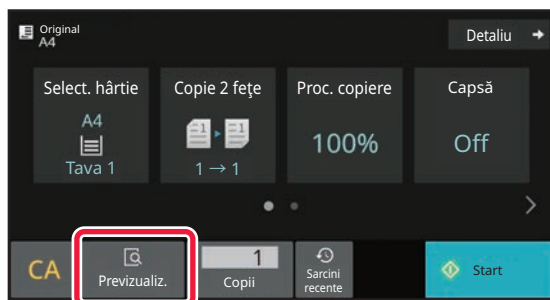 Original
A4
Detaliu
Select. hârtie
A4
Tava 1
Copie 2 feţe
1 → 1
Proc. copiere
100%
Capsă
Off
CA
Previzualiz.
1
Copii
Sarcini
recente
Start